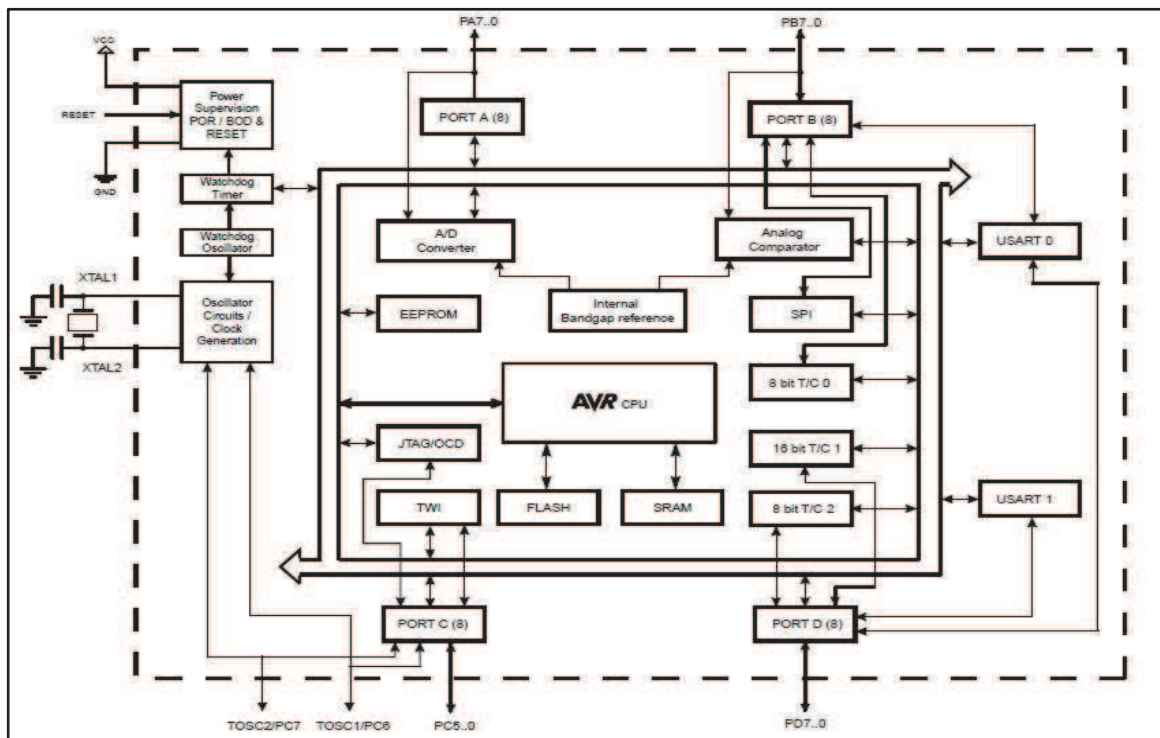 PA7..0
PB7..0
VCC
Power
Supervision
POR / BOD &
RESET
RESET
GND
PORT A (8)
PORT B (8)
Watchdog
Timer
Watchdog
Oscillator
A/D
Converter
Analog
Comparator
USART 0
XTAL1
Oscillator
Circuits /
Clock
Generation
XTAL2
EEPROM
Internal
Bandgap reference
SPI
8 bit T/C 0
AVR CPU
JTAG/OCD
16 bit T/C 1
TWI
FLASH
SRAM
8 bit T/C 2
USART 1
PORT C (8)
PORT D (8)
TOSC2/PC7
TOSC1/PC6
PC5..0
PD7..0